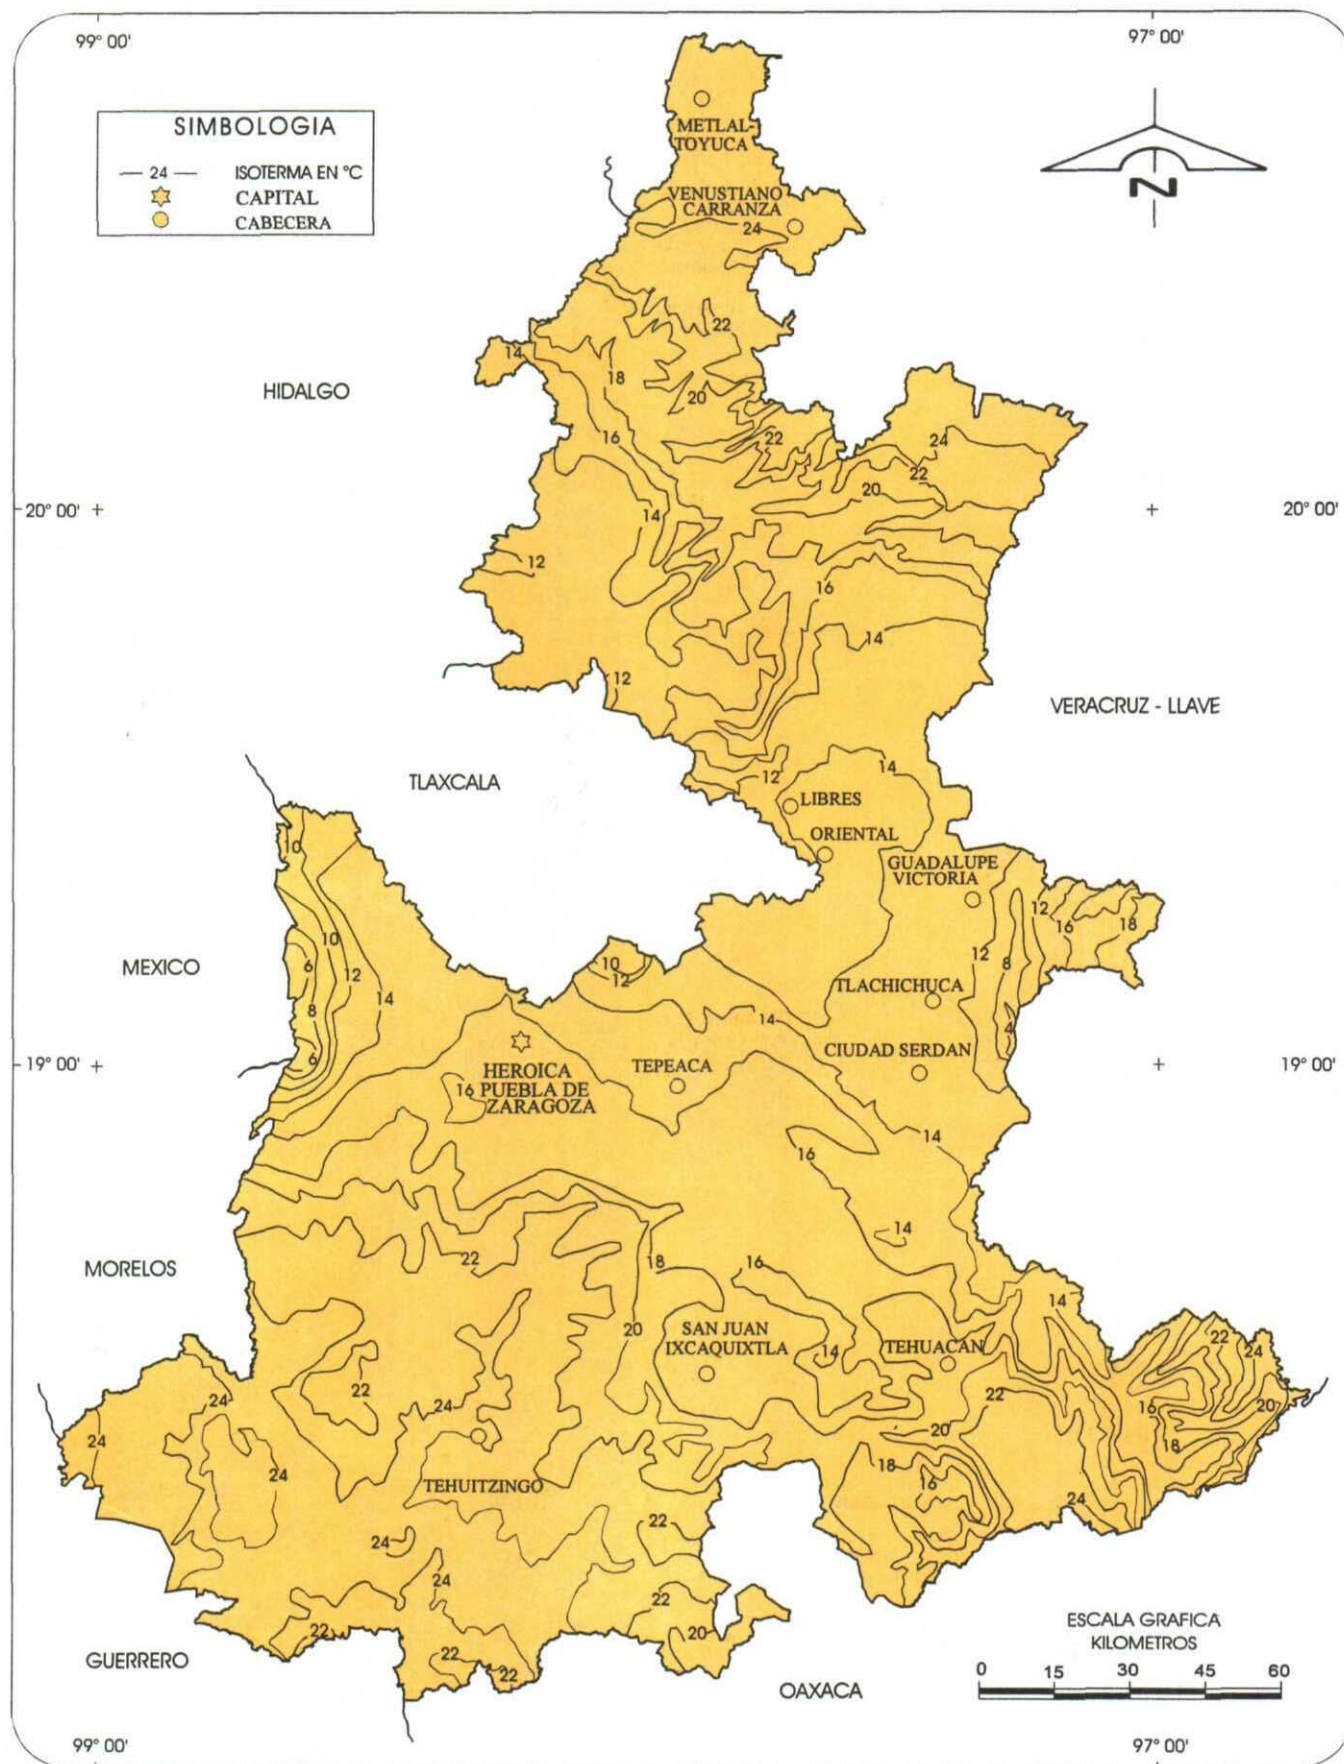 99° 00'
97° 00'
SIMBOLOGIA
24
ISOTERMA EN °C
CAPITAL
CABECERA
METLAL-
TOYUCA
N
VENUSTIANO
CARRANZA
24
22
14
18
HIDALGO
20
16
22
24
22
20
20° 00'
14
20° 00'
12
16
14
12
VERACRUZ - LLAVE
TLAXCALA
12
14
LIBRES
ORIENTAL
10
GUADALUPE
VICTORIA
12
16
18
10
MEXICO
6
12
10
12
12
8
TLACHICHUCA
14
8
14
4
19° 00'
6
HEROICA
PUEBLA DE
ZARAGOZA
16
TEPEACA
CIUDAD SERDAN
19° 00'
14
16
14
MORELOS
22
18
16
14
20
SAN JUAN
IXCAQUIXTLA
14
TEHUACAN
22
24
22
24
24
22
16
20
24
20
18
24
TEHUITZINGO
18
16
24
22
24
24
22
22
20
GUERRERO
22
22
OAXACA
ESCALA GRAFICA
KILOMETROS
0 15 30 45 60
99° 00'
97° 00'